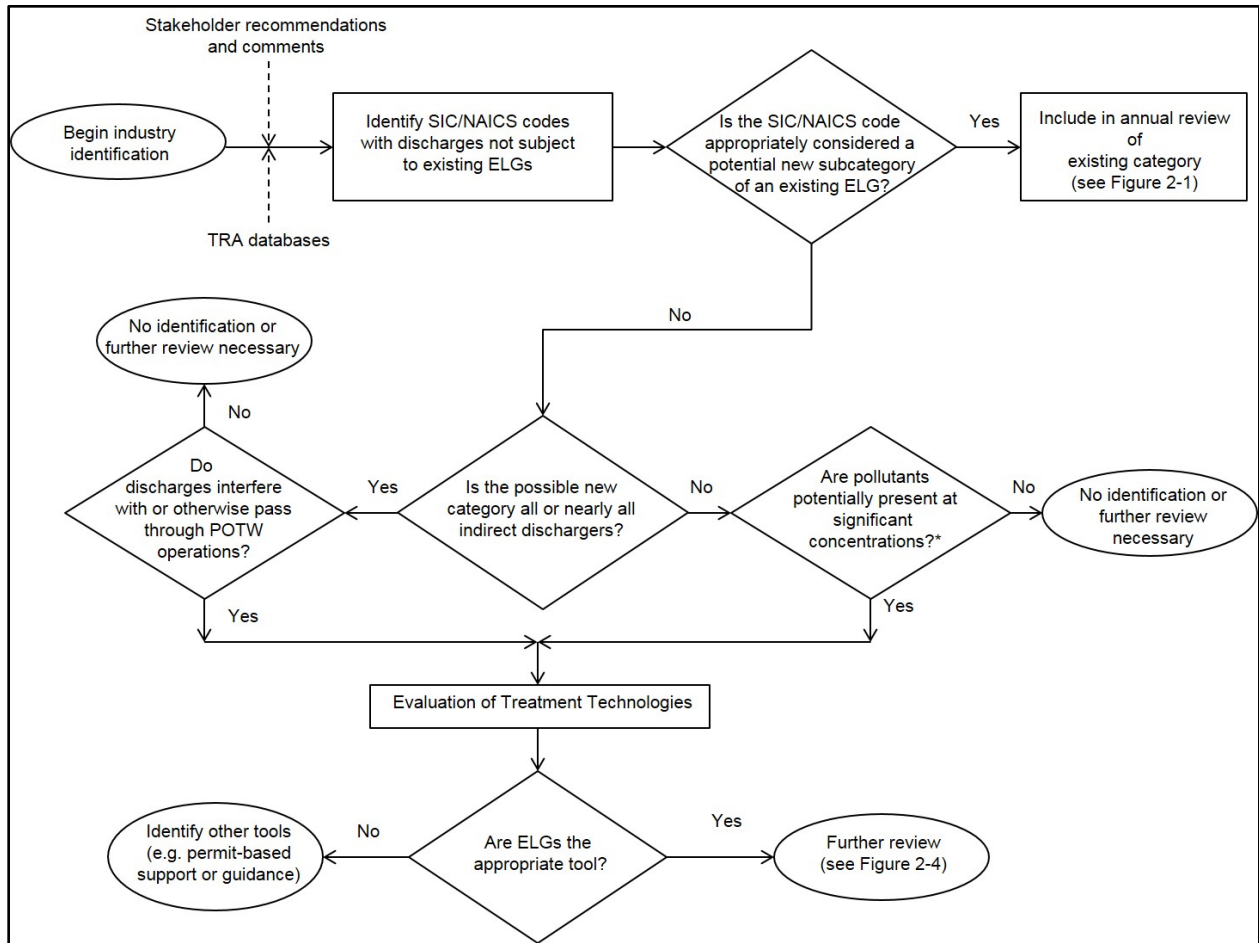 Stakeholder recommendations
and comments
Begin industry
identification
TRA databases
Identify SIC/NAICS codes
with discharges not subject
to existing ELGs
Is the SIC/NAICS code
appropriately considered a
potential new subcategory
of an existing ELG?
Yes
Include in annual review
of
existing category
(see Figure 2-1)
No
Is the possible new
category all or nearly all
indirect dischargers?
Yes
Do
discharges interfere
with or otherwise pass
through POTW
operations?
No
No identification or
further review necessary
Yes
No
Are pollutants
potentially present at
significant
concentrations?*
No
No identification or
further review
necessary
Yes
Evaluation of Treatment Technologies
Are ELGs the
appropriate tool?
No
Identify other tools
(e.g. permit-based
support or guidance)
Yes
Further review
(see Figure 2-4)